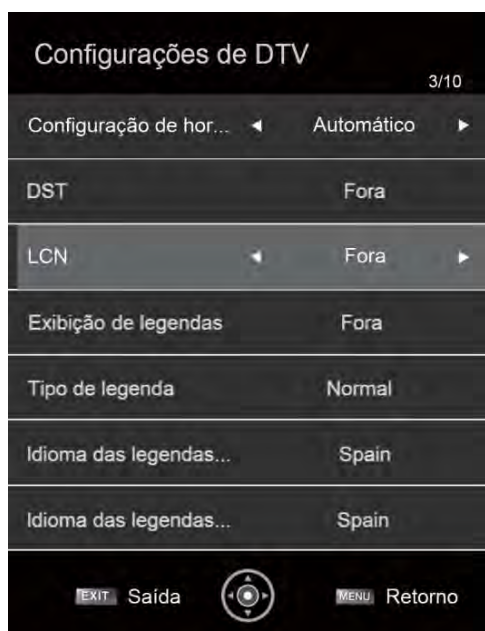 Configurações de DTV
3/10
Configuração de hor... Automático
DST Fora
LCN Fora
Exibição de legendas Fora
Tipo de legenda Normal
Idioma das legendas... Spain
Idioma das legendas... Spain
EXIT Saída MENU Retorno